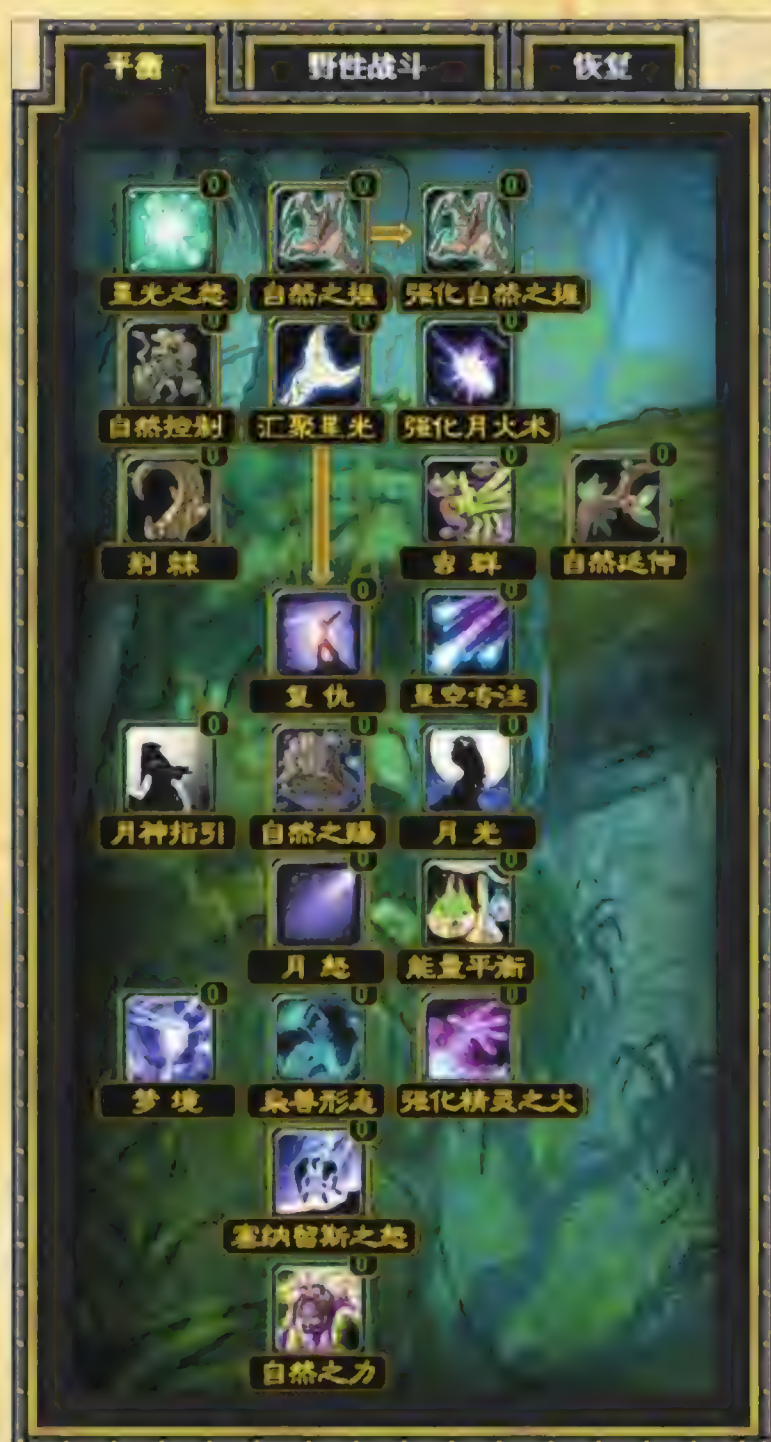 平衡 野性战斗 恢复
0 0 0
星光之怒 自然之握 强化自然之握
0 0 0
自然控制 汇聚星光 强化月火术
0 0 0
荆棘 虫群 自然延伸
0 0
复仇 星空专注
0 0 0
月神指引 自然之赐 月光
0 0
月怒 能量平衡
0 0 0
梦境 枭兽形态 强化精灵之火
0
塞纳留斯之怒
0
自然之力